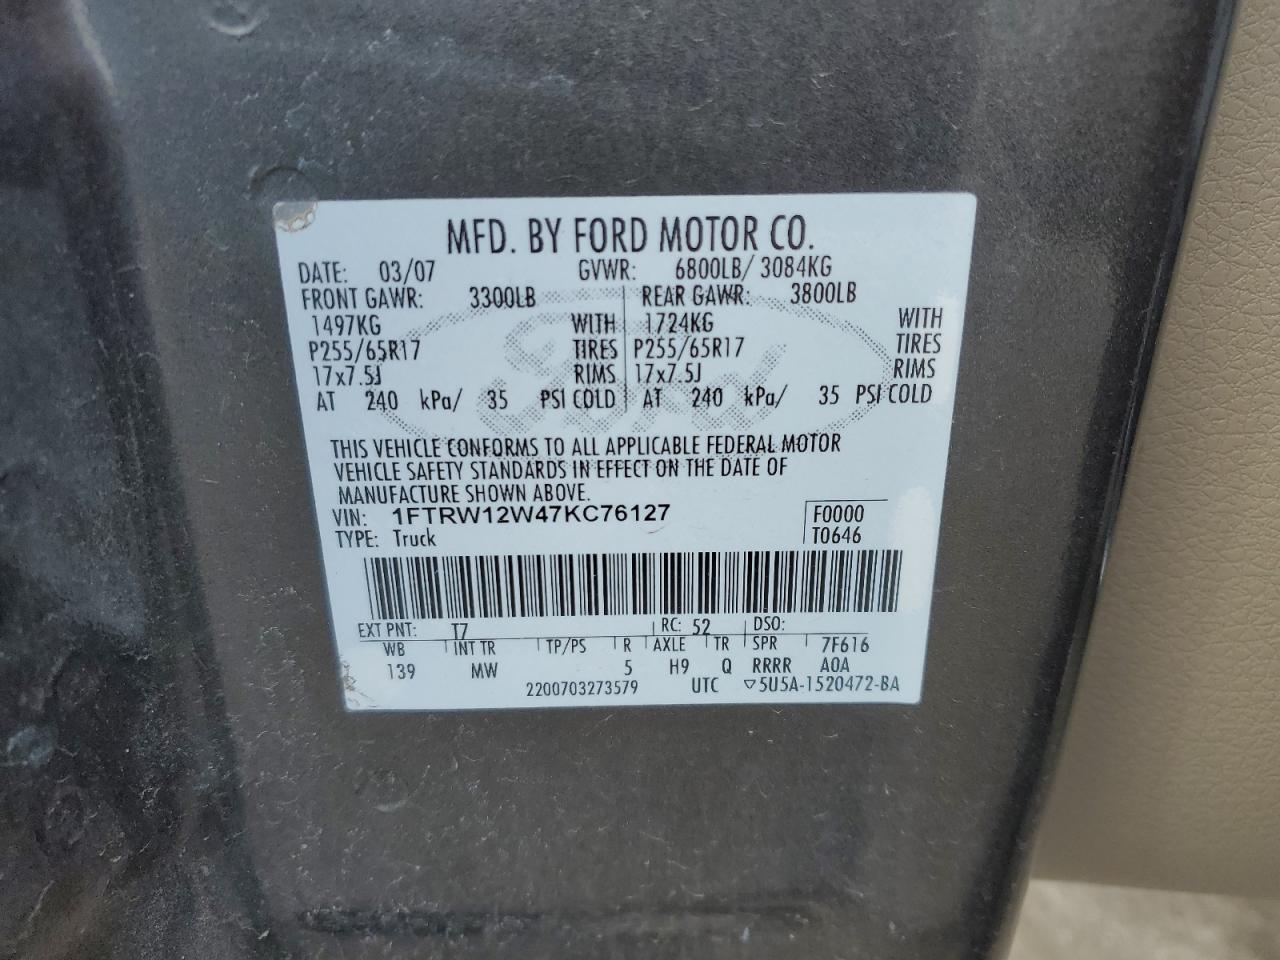 MFD. BY FORD MOTOR CO.
DATE: 03/07 GVWR: 6800LB/ 3084KG
FRONT GAWR: 3300LB REAR GAWR: 3800LB
1497KG WITH 1724KG WITH
P255/65R17 TIRES P255/65R17 TIRES
17x7.5J RIMS 17x7.5J RIMS
AT 240 kPa/ 35 PSI COLD AT 240 kPa/ 35 PSI COLD
Ford
THIS VEHICLE CONFORMS TO ALL APPLICABLE FEDERAL MOTOR
VEHICLE SAFETY STANDARDS IN EFFECT ON THE DATE OF
MANUFACTURE SHOWN ABOVE.
VIN: 1FTRW12W47KC76127 F0000
TYPE: Truck T0646
EXT PNT: T7 RC: 52 DSO:
WB INT TR TP/PS R AXLE TR SPR 7F616
139 MW 5 H9 Q RRRR A0A
2200703273579 UTC ▽5U5A-1520472-BA